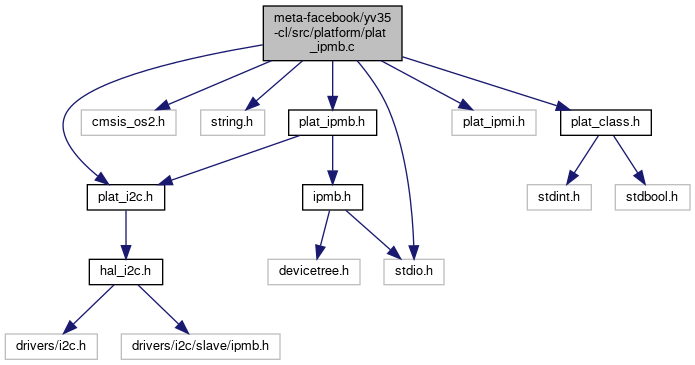 meta-facebook/yv35
-cl/src/platform/plat
_ipmb.c
cmsis_os2.h
string.h
plat_ipmb.h
plat_ipmi.h
plat_class.h
plat_i2c.h
ipmb.h
stdint.h
stdbool.h
hal_i2c.h
devicetree.h
stdio.h
drivers/i2c.h
drivers/i2c/slave/ipmb.h